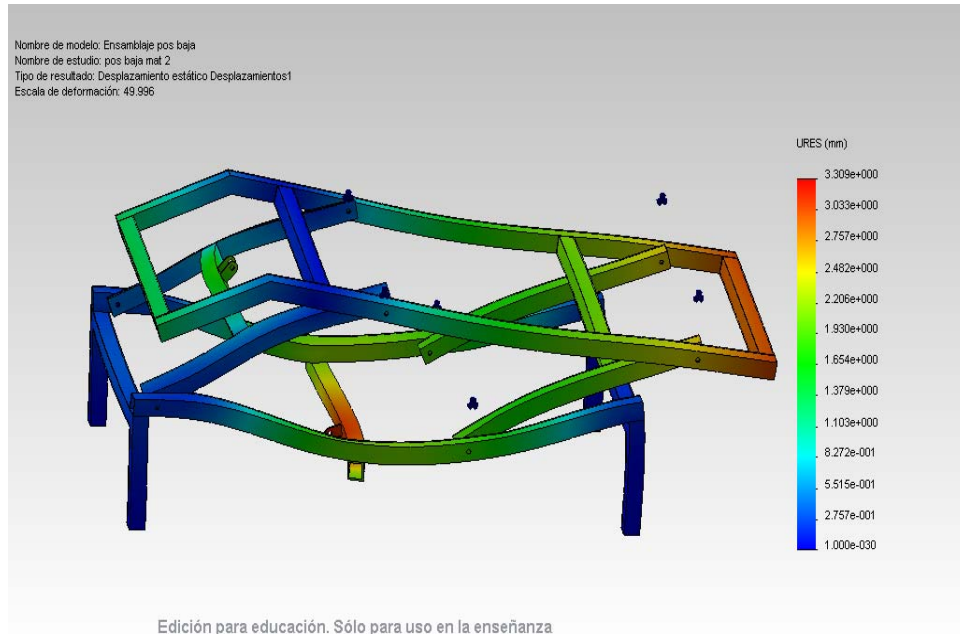 Nombre de modelo: Ensamblaje pos baja
Nombre de estudio: pos baja mat 2
Tipo de resultado: Desplazamiento estático Desplazamientos1
Escala de deformación: 49.996
URES (mm)
3.309e+000
3.033e+000
2.757e+000
2.482e+000
2.206e+000
1.930e+000
1.654e+000
1.379e+000
1.103e+000
8.272e-001
5.515e-001
2.757e-001
1.000e-030
Edición para educación. Sólo para uso en la enseñanza